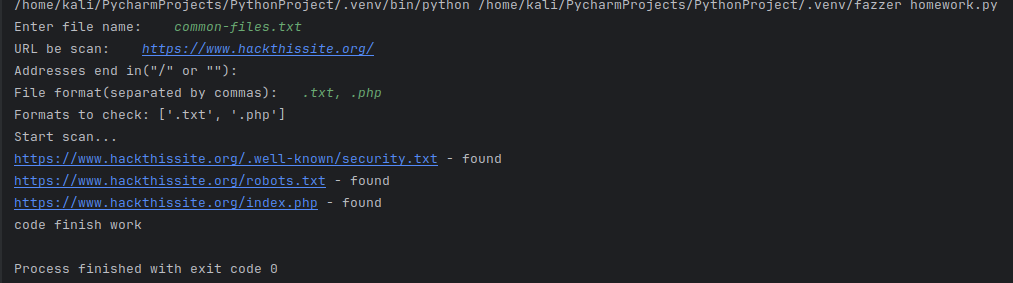 /home/kali/PycharmProjects/PythonProject/.venv/bin/python /home/kali/PycharmProjects/PythonProject/.venv/fazzer homework.py
Enter file name: common-files.txt
URL be scan: https://www.hackthissite.org/
Addresses end in("/" or ""):
File format(separated by commas): .txt, .php
Formats to check: ['.txt', '.php']
Start scan...
https://www.hackthissite.org/.well-known/security.txt - found
https://www.hackthissite.org/robots.txt - found
https://www.hackthissite.org/index.php - found
code finish work
Process finished with exit code 0